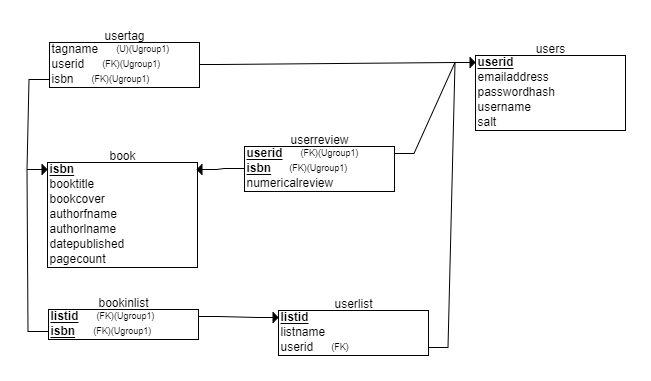 usertag
tagname (U)(Ugroup1)
userid (FK)(Ugroup1)
isbn (FK)(Ugroup1)
users
userid
emailaddress
passwordhash
username
salt
userreview
userid (FK)(Ugroup1)
isbn (FK)(Ugroup1)
numericalreview
book
isbn
booktitle
bookcover
authorfname
authorlname
datepublished
pagecount
bookinlist
listid (FK)(Ugroup1)
isbn (FK)(Ugroup1)
userlist
listid
listname
userid (FK)